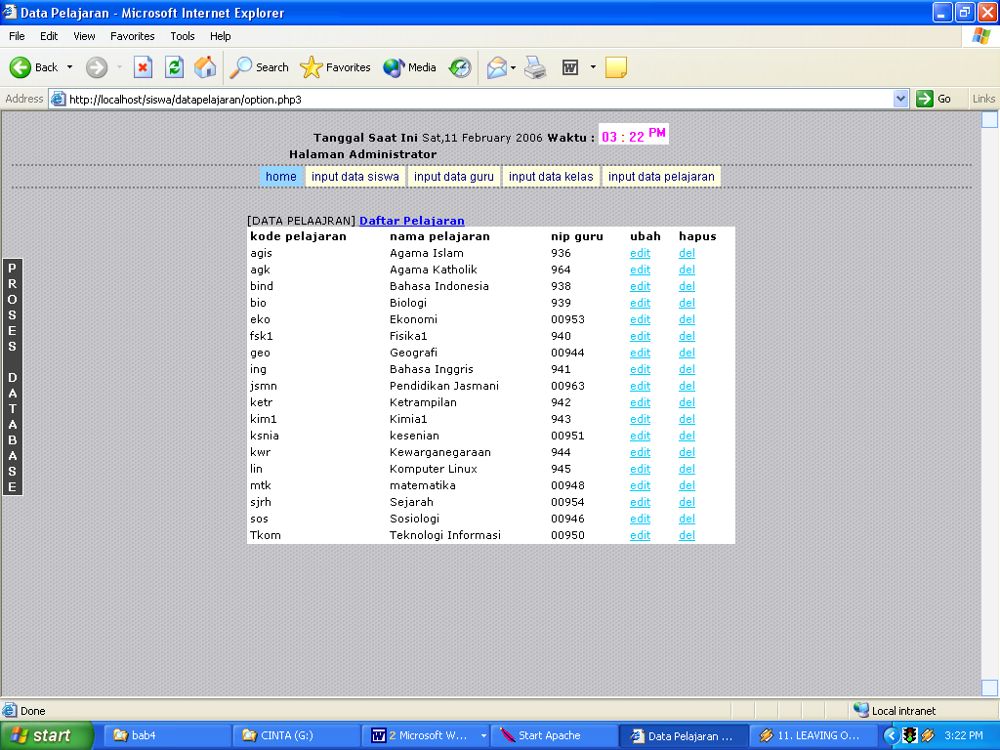 Data Pelajaran - Microsoft Internet Explorer
File Edit View Favorites Tools Help
Back Search Favorites Media
Address http://localhost/siswa/datapelajaran/option.php3 Go Links
Tanggal Saat Ini Sat,11 February 2006 Waktu : 03 : 22 PM
Halaman Administrator
home input data siswa input data guru input data kelas input data pelajaran
[DATA PELAAJRAN] Daftar Pelajaran
kode pelajaran nama pelajaran nip guru ubah hapus
agis Agama Islam 936 edit del
agk Agama Katholik 964 edit del
bind Bahasa Indonesia 938 edit del
bio Biologi 939 edit del
eko Ekonomi 00953 edit del
fsk1 Fisika1 940 edit del
geo Geografi 00944 edit del
ing Bahasa Inggris 941 edit del
jsmn Pendidikan Jasmani 00963 edit del
ketr Ketrampilan 942 edit del
kim1 Kimia1 943 edit del
ksnia kesenian 00951 edit del
kwr Kewarganegaraan 944 edit del
lin Komputer Linux 945 edit del
mtk matematika 00948 edit del
sjrh Sejarah 00954 edit del
sos Sosiologi 00946 edit del
Tkom Teknologi Informasi 00950 edit del
PROSES DATABASE
Done Local intranet
start bab4 CINTA (G:) 2 Microsoft W... Start Apache Data Pelajaran ... 11. LEAVING O... 3:22 PM